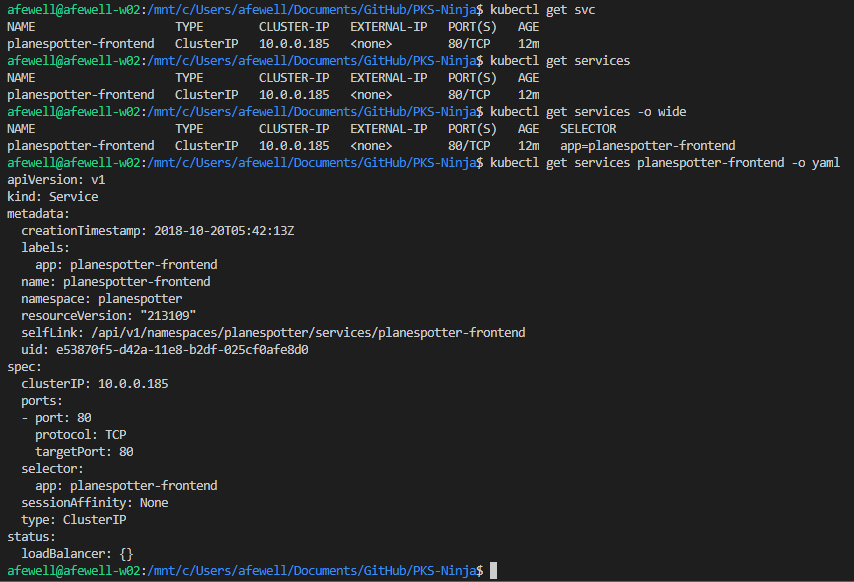 afewell@afewell-w02:/mnt/c/Users/afewell/Documents/GitHub/PKS-Ninja$ kubectl get svc
NAME                   TYPE        CLUSTER-IP   EXTERNAL-IP   PORT(S)   AGE
planespotter-frontend   ClusterIP   10.0.0.185   <none>        80/TCP    12m
afewell@afewell-w02:/mnt/c/Users/afewell/Documents/GitHub/PKS-Ninja$ kubectl get services
NAME                   TYPE        CLUSTER-IP   EXTERNAL-IP   PORT(S)   AGE
planespotter-frontend   ClusterIP   10.0.0.185   <none>        80/TCP    12m
afewell@afewell-w02:/mnt/c/Users/afewell/Documents/GitHub/PKS-Ninja$ kubectl get services -o wide
NAME                   TYPE        CLUSTER-IP   EXTERNAL-IP   PORT(S)   AGE   SELECTOR
planespotter-frontend   ClusterIP   10.0.0.185   <none>        80/TCP    12m   app=planespotter-frontend
afewell@afewell-w02:/mnt/c/Users/afewell/Documents/GitHub/PKS-Ninja$ kubectl get services planespotter-frontend -o yaml
apiVersion: v1
kind: Service
metadata:
  creationTimestamp: 2018-10-20T05:42:13Z
  labels:
    app: planespotter-frontend
  name: planespotter-frontend
  namespace: planespotter
  resourceVersion: "213109"
  selfLink: /api/v1/namespaces/planespotter/services/planespotter-frontend
  uid: e53870f5-d42a-11e8-b2df-025cf0afe8d0
spec:
  clusterIP: 10.0.0.185
  ports:
  - port: 80
    protocol: TCP
    targetPort: 80
  selector:
    app: planespotter-frontend
  sessionAffinity: None
  type: ClusterIP
status:
  loadBalancer: {}
afewell@afewell-w02:/mnt/c/Users/afewell/Documents/GitHub/PKS-Ninja$